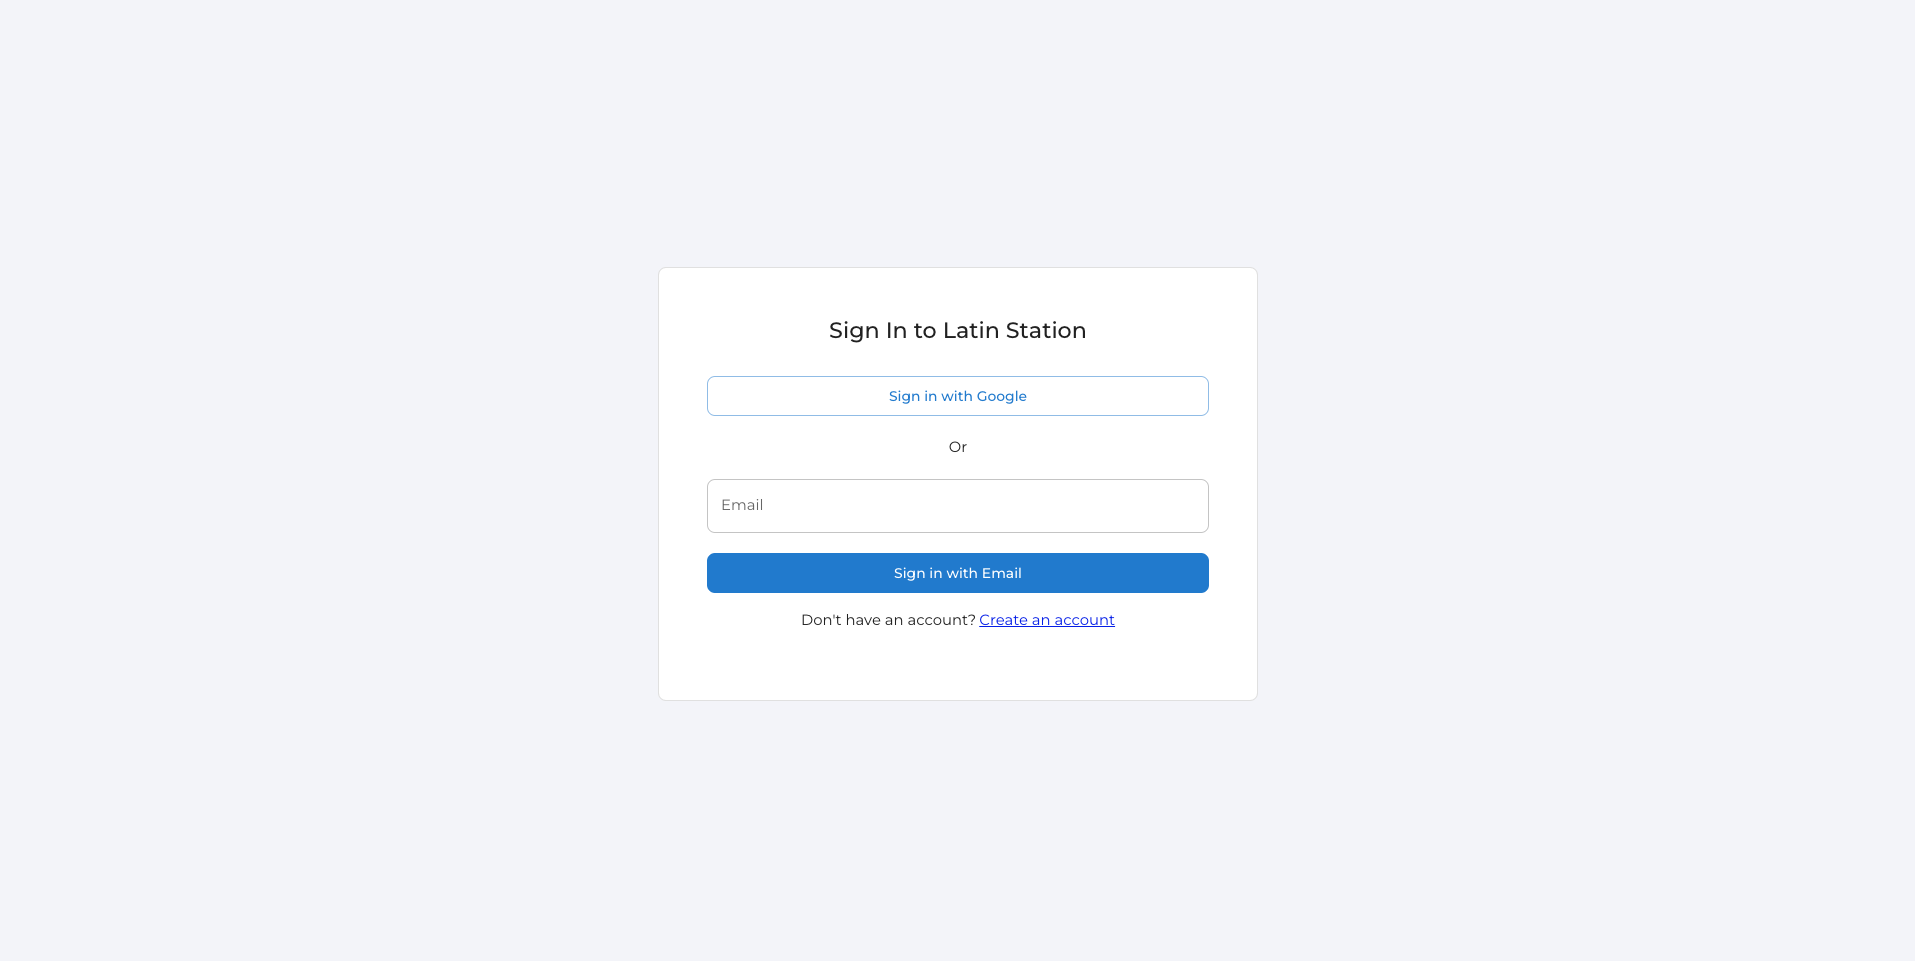 Sign In to Latin Station
Sign in with Google
Or
Email
Sign in with Email
Don't have an account? Create an account